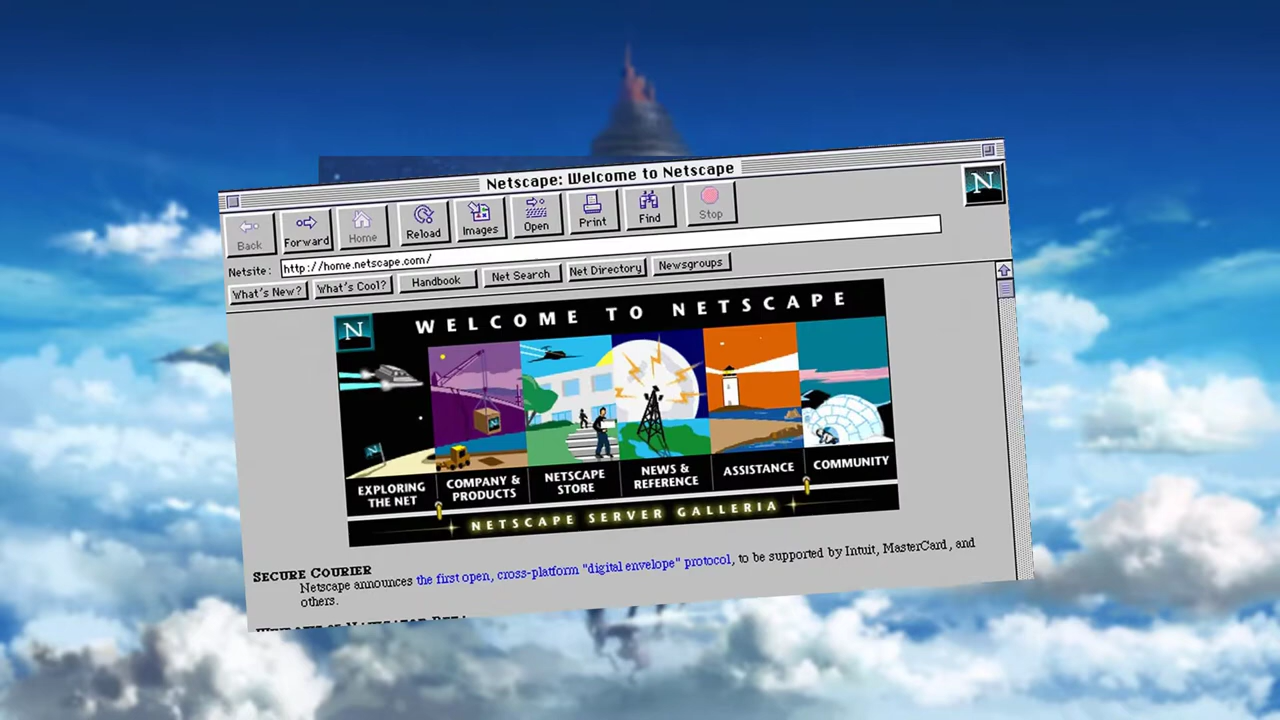 Netscape: Welcome to Netscape
Back
Forward
Home
Reload
Images
Open
Print
Find
Stop
N
Netsite:
http://home.netscape.com/
What's New?
What's Cool?
Handbook
Net Search
Net Directory
Newsgroups
N
WELCOME TO NETSCAPE
N
N
EXPLORING
THE NET
COMPANY &
PRODUCTS
NETSCAPE
STORE
NEWS &
REFERENCE
ASSISTANCE
COMMUNITY
NETSCAPE SERVER GALLERIA
SECURE COURIER
Netscape announces the first open, cross-platform "digital envelope" protocol, to be supported by Intuit, MasterCard, and
others.